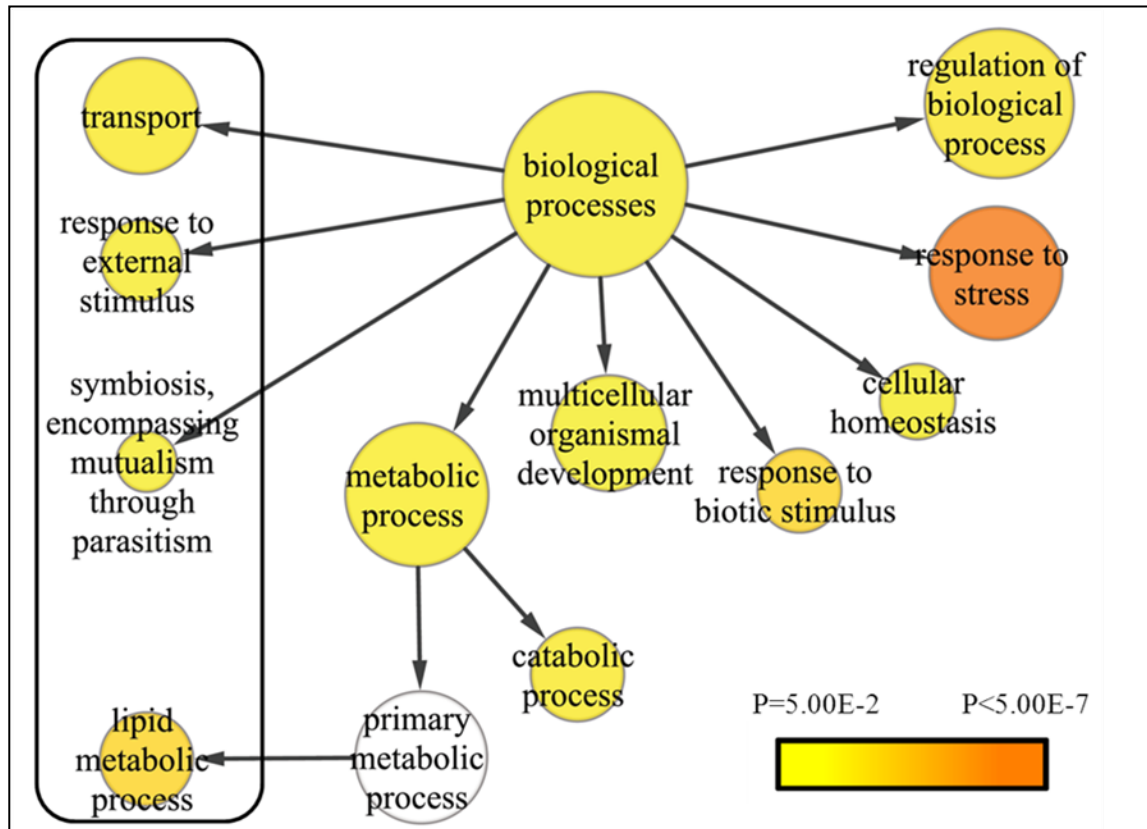 transport
response to
external
stimulus
symbiosis,
encompassing
mutualism
through
parasitism
lipid
metabolic
process
biological
processes
metabolic
process
primary
metabolic
process
catabolic
process
multicellular
organismal
development
response to
biotic stimulus
cellular
homeostasis
regulation of
biological
process
response to
stress
P=5.00E-2
P<5.00E-7